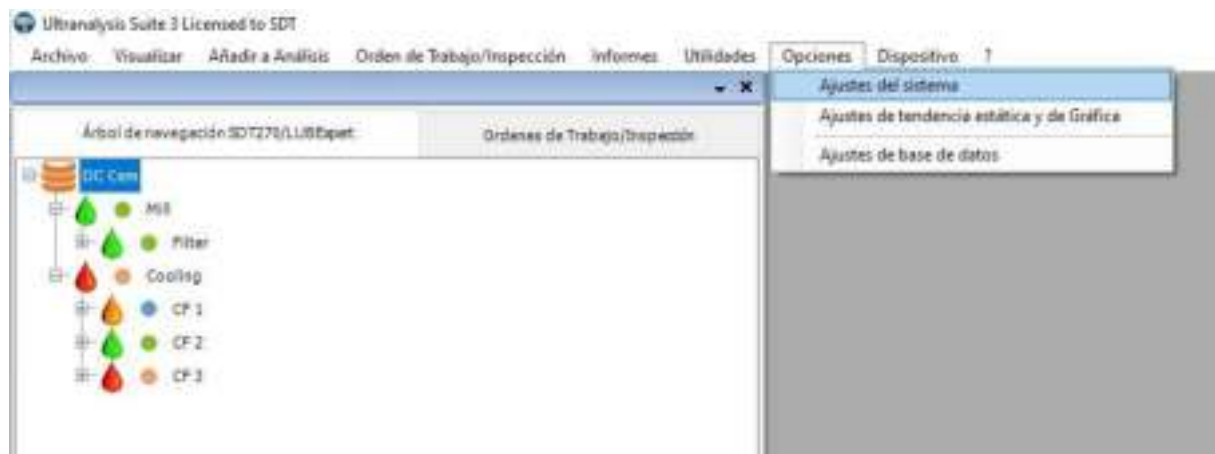 Ultranalysis Suite 3 Licensed to SDT
Archivo Visualizar Añadir a Análisis Orden de Trabajo/Inspección Informes Utilidades Opciones Dispositivo ?
Ajustes del sistema
Ajustes de tendencia estática y de Gráfica
Ajustes de base de datos
Árbol de navegación SDT270/LUBExpert Ordenes de Trabajo/Inspección
DC Com
Mill
Filter
Cooling
CF 1
CF 2
CF 3